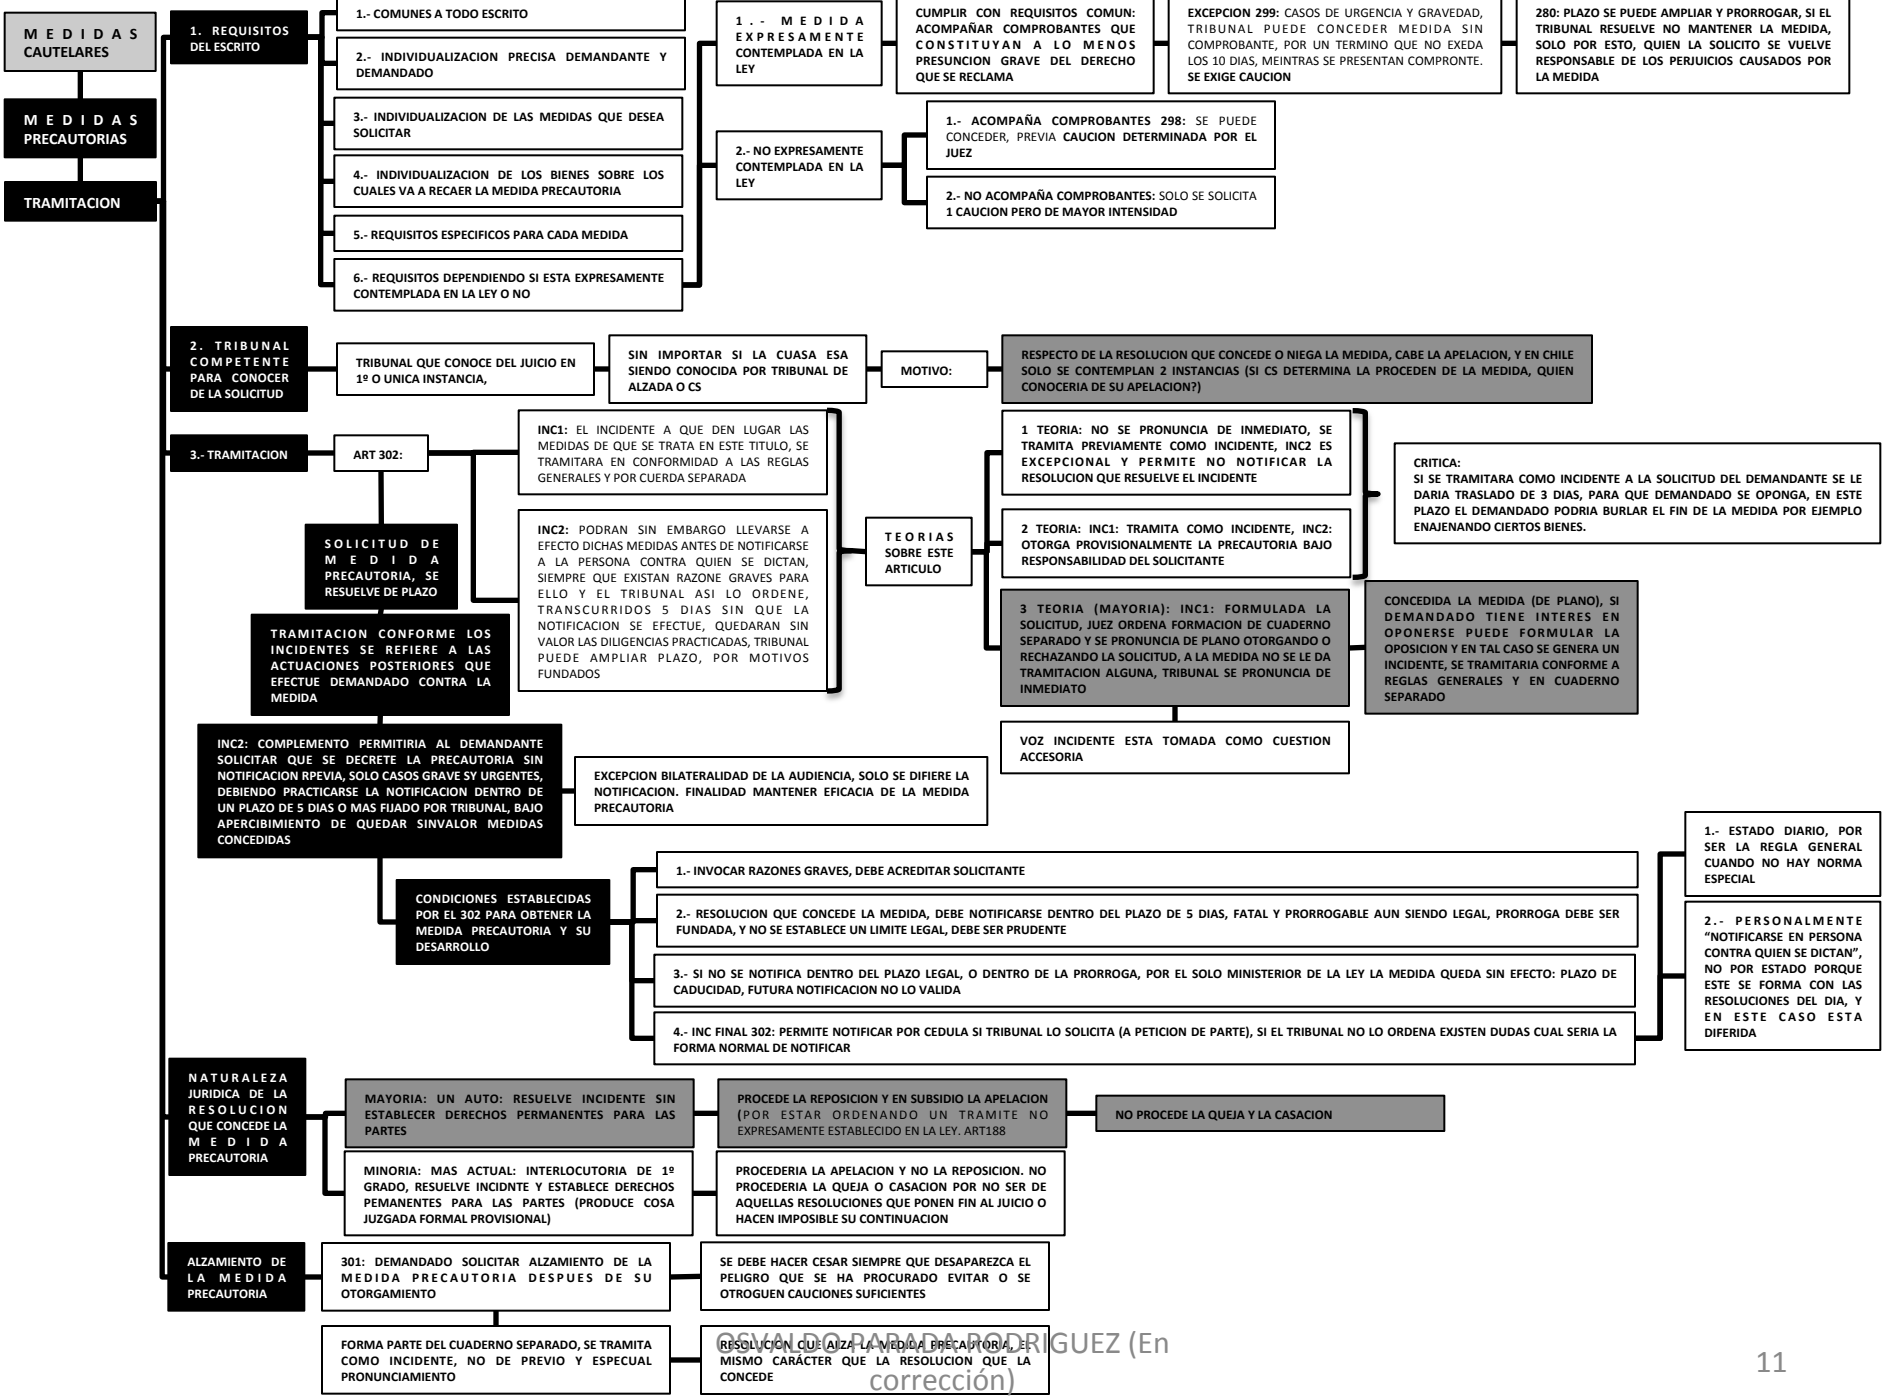 M E D I D A S
CAUTELARES
M E D I D A S
PRECAUTORIAS
TRAMITACION
1. REQUISITOS
DEL ESCRITO
1.- COMUNES A TODO ESCRITO
2.- INDIVIDUALIZACION PRECISA DEMANDANTE Y
DEMANDADO
3.- INDIVIDUALIZACION DE LAS MEDIDAS QUE DESEA
SOLICITAR
4.- INDIVIDUALIZACION DE LOS BIENES SOBRE LOS
CUALES VA A RECAER LA MEDIDA PRECAUTORIA
5.- REQUISITOS ESPECIFICOS PARA CADA MEDIDA
6.- REQUISITOS DEPENDIENDO SI ESTA EXPRESAMENTE
CONTEMPLADA EN LA LEY O NO
1.- MEDIDA
EXPRESAMENTE
CONTEMPLADA EN LA
LEY
CUMPLIR CON REQUISITOS COMUN:
ACOMPAÑAR COMPROBANTES QUE
CONSTITUYAN A LO MENOS
PRESUNCION GRAVE DEL DERECHO
QUE SE RECLAMA
EXCEPCION 299: CASOS DE URGENCIA Y GRAVEDAD,
TRIBUNAL PUEDE CONCEDER MEDIDA SIN
COMPROBANTE, POR UN TERMINO QUE NO EXEDA
LOS 10 DIAS, MEINTRAS SE PRESENTAN COMPRONTE.
SE EXIGE CAUCION
280: PLAZO SE PUEDE AMPLIAR Y PRORROGAR, SI EL
TRIBUNAL RESUELVE NO MANTENER LA MEDIDA,
SOLO POR ESTO, QUIEN LA SOLICITO SE VUELVE
RESPONSABLE DE LOS PERJUICIOS CAUSADOS POR
LA MEDIDA
2.- NO EXPRESAMENTE
CONTEMPLADA EN LA
LEY
1.- ACOMPAÑA COMPROBANTES 298: SE PUEDE
CONCEDER, PREVIA CAUCION DETERMINADA POR EL
JUEZ
2.- NO ACOMPAÑA COMPROBANTES: SOLO SE SOLICITA
1 CAUCION PERO DE MAYOR INTENSIDAD
2. TRIBUNAL
COMPETENTE
PARA CONOCER
DE LA SOLICITUD
TRIBUNAL QUE CONOCE DEL JUICIO EN
1º O UNICA INSTANCIA,
SIN IMPORTAR SI LA CUASA ESA
SIENDO CONOCIDA POR TRIBUNAL DE
ALZADA O CS
MOTIVO:
RESPECTO DE LA RESOLUCION QUE CONCEDE O NIEGA LA MEDIDA, CABE LA APELACION, Y EN CHILE
SOLO SE CONTEMPLAN 2 INSTANCIAS (SI CS DETERMINA LA PROCEDEN DE LA MEDIDA, QUIEN
CONOCERIA DE SU APELACION?)
3.- TRAMITACION
ART 302:
INC1: EL INCIDENTE A QUE DEN LUGAR LAS
MEDIDAS DE QUE SE TRATA EN ESTE TITULO, SE
TRAMITARA EN CONFORMIDAD A LAS REGLAS
GENERALES Y POR CUERDA SEPARADA
INC2: PODRAN SIN EMBARGO LLEVARSE A
EFECTO DICHAS MEDIDAS ANTES DE NOTIFICARSE
A LA PERSONA CONTRA QUIEN SE DICTAN,
SIEMPRE QUE EXISTAN RAZONE GRAVES PARA
ELLO Y EL TRIBUNAL ASI LO ORDENE,
TRANSCURRIDOS 5 DIAS SIN QUE LA
NOTIFICACION SE EFECTUE, QUEDARAN SIN
VALOR LAS DILIGENCIAS PRACTICADAS, TRIBUNAL
PUEDE AMPLIAR PLAZO, POR MOTIVOS
FUNDADOS
TEORIAS
SOBRE ESTE
ARTICULO
1 TEORIA: NO SE PRONUNCIA DE INMEDIATO, SE
TRAMITA PREVIAMENTE COMO INCIDENTE, INC2 ES
EXCEPCIONAL Y PERMITE NO NOTIFICAR LA
RESOLUCION QUE RESUELVE EL INCIDENTE
2 TEORIA: INC1: TRAMITA COMO INCIDENTE, INC2:
OTORGA PROVISIONALMENTE LA PRECAUTORIA BAJO
RESPONSABILIDAD DEL SOLICITANTE
CRITICA:
SI SE TRAMITARA COMO INCIDENTE A LA SOLICITUD DEL DEMANDANTE SE LE
DARIA TRASLADO DE 3 DIAS, PARA QUE DEMANDADO SE OPONGA, EN ESTE
PLAZO EL DEMANDADO PODRIA BURLAR EL FIN DE LA MEDIDA POR EJEMPLO
ENAJENANDO CIERTOS BIENES.
3 TEORIA (MAYORIA): INC1: FORMULADA LA
SOLICITUD, JUEZ ORDENA FORMACION DE CUADERNO
SEPARADO Y SE PRONUNCIA DE PLANO OTORGANDO O
RECHAZANDO LA SOLICITUD, A LA MEDIDA NO SE LE DA
TRAMITACION ALGUNA, TRIBUNAL SE PRONUNCIA DE
INMEDIATO
CONCEDIDA LA MEDIDA (DE PLANO), SI
DEMANDADO TIENE INTERES EN
OPONERSE PUEDE FORMULAR LA
OPOSICION Y EN TAL CASO SE GENERA UN
INCIDENTE, SE TRAMITARIA CONFORME A
REGLAS GENERALES Y EN CUADERNO
SEPARADO
VOZ INCIDENTE ESTA TOMADA COMO CUESTION
ACCESORIA
SOLICITUD DE
MEDIDA
PRECAUTORIA, SE
RESUELVE DE PLAZO
TRAMITACION CONFORME LOS
INCIDENTES SE REFIERE A LAS
ACTUACIONES POSTERIORES QUE
EFECTUE DEMANDADO CONTRA LA
MEDIDA
INC2: COMPLEMENTO PERMITIRIA AL DEMANDANTE
SOLICITAR QUE SE DECRETE LA PRECAUTORIA SIN
NOTIFICACION RPEVIA, SOLO CASOS GRAVE SY URGENTES,
DEBIENDO PRACTICARSE LA NOTIFICACION DENTRO DE
UN PLAZO DE 5 DIAS O MAS FIJADO POR TRIBUNAL, BAJO
APERCIBIMIENTO DE QUEDAR SINVALOR MEDIDAS
CONCEDIDAS
EXCEPCION BILATERALIDAD DE LA AUDIENCIA, SOLO SE DIFIERE LA
NOTIFICACION. FINALIDAD MANTENER EFICACIA DE LA MEDIDA
PRECAUTORIA
CONDICIONES ESTABLECIDAS
POR EL 302 PARA OBTENER LA
MEDIDA PRECAUTORIA Y SU
DESARROLLO
1.- INVOCAR RAZONES GRAVES, DEBE ACREDITAR SOLICITANTE
2.- RESOLUCION QUE CONCEDE LA MEDIDA, DEBE NOTIFICARSE DENTRO DEL PLAZO DE 5 DIAS, FATAL Y PRORROGABLE AUN SIENDO LEGAL, PRORROGA DEBE SER
FUNDADA, Y NO SE ESTABLECE UN LIMITE LEGAL, DEBE SER PRUDENTE
3.- SI NO SE NOTIFICA DENTRO DEL PLAZO LEGAL, O DENTRO DE LA PRORROGA, POR EL SOLO MINISTERIOR DE LA LEY LA MEDIDA QUEDA SIN EFECTO: PLAZO DE
CADUCIDAD, FUTURA NOTIFICACION NO LO VALIDA
4.- INC FINAL 302: PERMITE NOTIFICAR POR CEDULA SI TRIBUNAL LO SOLICITA (A PETICION DE PARTE), SI EL TRIBUNAL NO LO ORDENA EXJSTEN DUDAS CUAL SERIA LA
FORMA NORMAL DE NOTIFICAR
1.- ESTADO DIARIO, POR
SER LA REGLA GENERAL
CUANDO NO HAY NORMA
ESPECIAL
2.- PERSONALMENTE
“NOTIFICARSE EN PERSONA
CONTRA QUIEN SE DICTAN”,
NO POR ESTADO PORQUE
ESTE SE FORMA CON LAS
RESOLUCIONES DEL DIA, Y
EN ESTE CASO ESTA
DIFERIDA
NATURALEZA
JURIDICA DE LA
RESOLUCION
QUE CONCEDE LA
MEDIDA
PRECAUTORIA
MAYORIA: UN AUTO: RESUELVE INCIDENTE SIN
ESTABLECER DERECHOS PERMANENTES PARA LAS
PARTES
PROCEDE LA REPOSICION Y EN SUBSIDIO LA APELACION
(POR ESTAR ORDENANDO UN TRAMITE NO
EXPRESAMENTE ESTABLECIDO EN LA LEY. ART188
NO PROCEDE LA QUEJA Y LA CASACION
MINORIA: MAS ACTUAL: INTERLOCUTORIA DE 1º
GRADO, RESUELVE INCIDNTE Y ESTABLECE DERECHOS
PEMANENTES PARA LAS PARTES (PRODUCE COSA
JUZGADA FORMAL PROVISIONAL)
PROCEDERIA LA APELACION Y NO LA REPOSICION. NO
PROCEDERIA LA QUEJA O CASACION POR NO SER DE
AQUELLAS RESOLUCIONES QUE PONEN FIN AL JUICIO O
HACEN IMPOSIBLE SU CONTINUACION
ALZAMIENTO DE
LA MEDIDA
PRECAUTORIA
301: DEMANDADO SOLICITAR ALZAMIENTO DE LA
MEDIDA PRECAUTORIA DESPUES DE SU
OTORGAMIENTO
SE DEBE HACER CESAR SIEMPRE QUE DESAPAREZCA EL
PELIGRO QUE SE HA PROCURADO EVITAR O SE
OTROGUEN CAUCIONES SUFICIENTES
FORMA PARTE DEL CUADERNO SEPARADO, SE TRAMITA
COMO INCIDENTE, NO DE PREVIO Y ESPECUAL
PRONUNCIAMIENTO
RESOLUCION QUE ALZA LA MEDIDA PRECAUTORIA, EL
MISMO CARÁCTER QUE LA RESOLUCION QUE LA
CONCEDE
OSVALDO PARADA RODRIGUEZ (En
corrección)
11